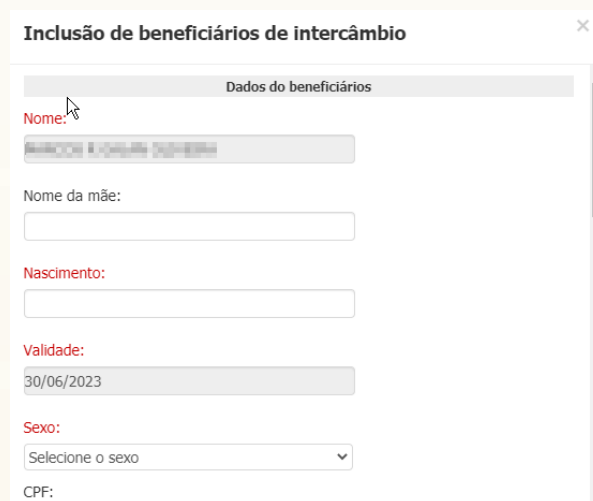 Inclusão de beneficiários de intercâmbio
×
Dados do beneficiários
Nome:
Nome da mãe:
Nascimento:
Validade:
30/06/2023
Sexo:
Selecione o sexo
CPF: